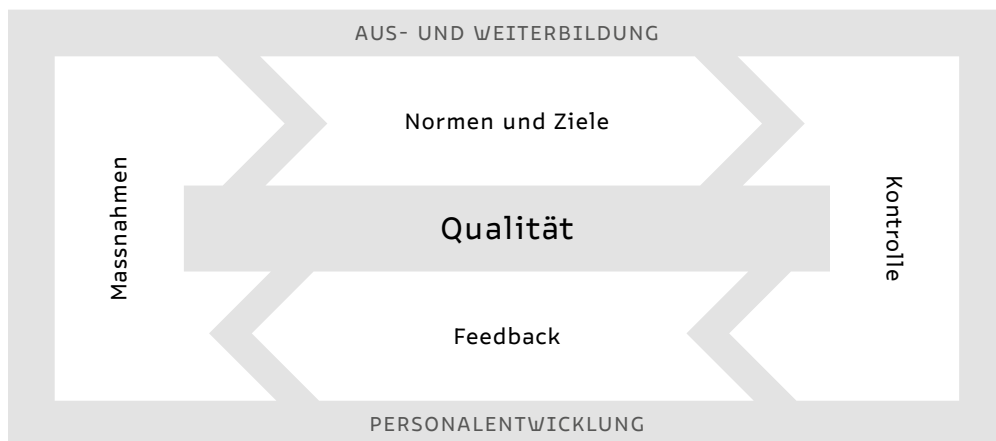 AUS- UND WEITERBILDUNG
Normen und Ziele
Massnahmen
Qualität
Kontrolle
Feedback
PERSONALENTWICKLUNG